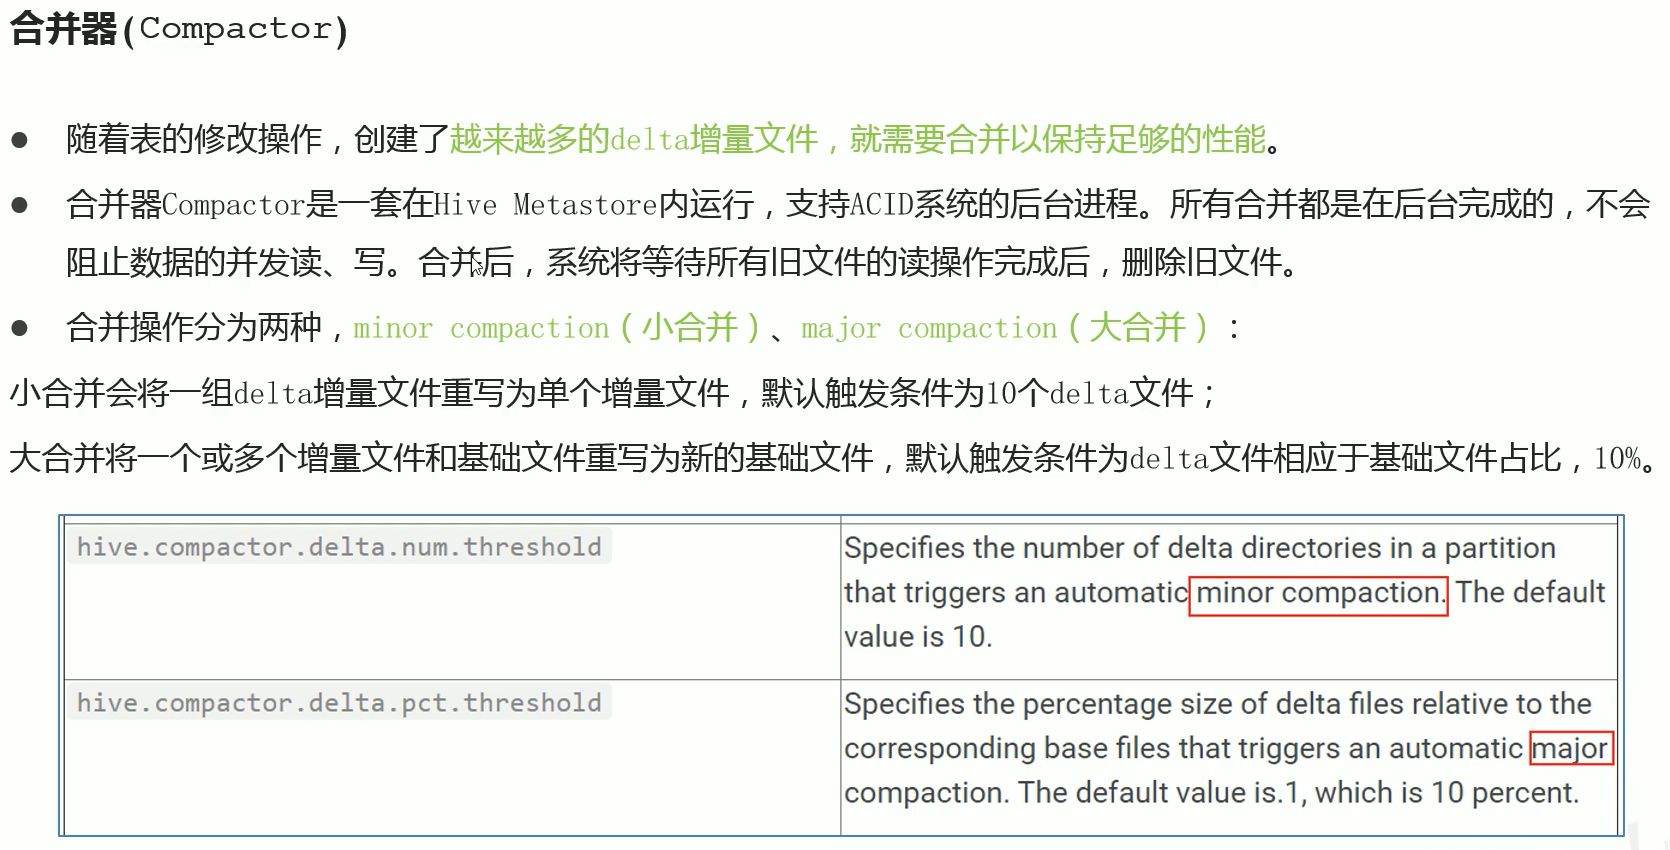 合并器(Compactor)
● 随着表的修改操作，创建了越来越多的delta增量文件，就需要合并以保持足够的性能。
● 合并器Compactor是一套在Hive Metastore内运行，支持ACID系统的后台进程。所有合并都是在后台完成的，不会
阻止数据的并发读、写。合并后，系统将等待所有旧文件的读操作完成后，删除旧文件。
● 合并操作分为两种，minor compaction（小合并）、major compaction（大合并）：
小合并会将一组delta增量文件重写为单个增量文件，默认触发条件为10个delta文件；
大合并将一个或多个增量文件和基础文件重写为新的基础文件，默认触发条件为delta文件相应于基础文件占比，10%。
hive.compactor.delta.num.threshold
Specifies the number of delta directories in a partition
that triggers an automatic minor compaction. The default
value is 10.
hive.compactor.delta.pct.threshold
Specifies the percentage size of delta files relative to the
corresponding base files that triggers an automatic major
compaction. The default value is.1, which is 10 percent.